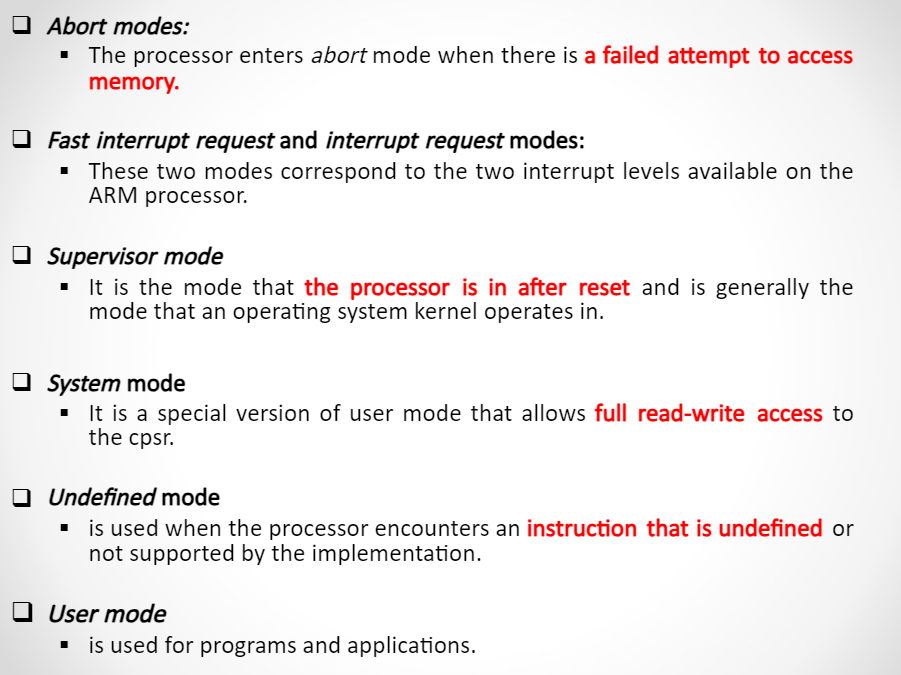 ❑ Abort modes:
▪ The processor enters abort mode when there is a failed attempt to access
memory.
❑ Fast interrupt request and interrupt request modes:
▪ These two modes correspond to the two interrupt levels available on the
ARM processor.
❑ Supervisor mode
▪ It is the mode that the processor is in after reset and is generally the
mode that an operating system kernel operates in.
❑ System mode
▪ It is a special version of user mode that allows full read-write access to
the cpsr.
❑ Undefined mode
▪ is used when the processor encounters an instruction that is undefined or
not supported by the implementation.
❑ User mode
▪ is used for programs and applications.